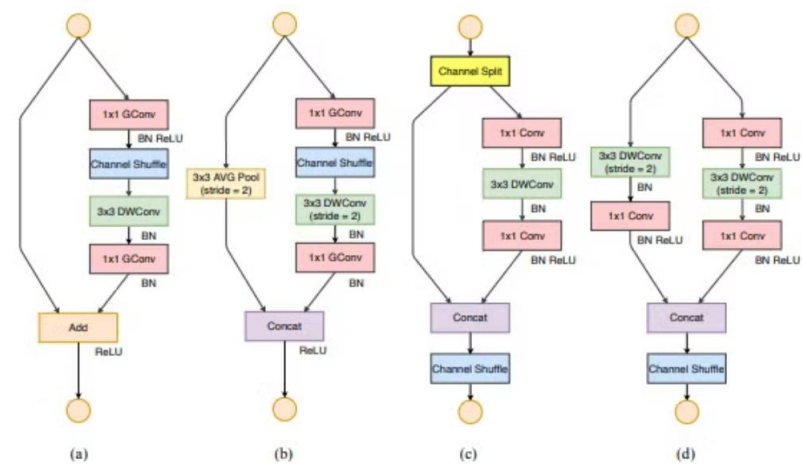 1x1 GConv
BN ReLU
Channel Shuffle
3x3 DWConv
BN
1x1 GConv
BN
Add
ReLU
(a)
3x3 AVG Pool
(stride = 2)
1x1 GConv
BN ReLU
Channel Shuffle
3x3 DWConv
(stride = 2)
BN
1x1 GConv
BN
Concat
ReLU
(b)
Channel Split
1x1 Conv
BN ReLU
3x3 DWConv
BN
1x1 Conv
BN ReLU
Concat
Channel Shuffle
(c)
3x3 DWConv
(stride = 2)
BN
1x1 Conv
BN ReLU
1x1 Conv
BN ReLU
3x3 DWConv
(stride = 2)
BN
1x1 Conv
BN ReLU
Concat
Channel Shuffle
(d)